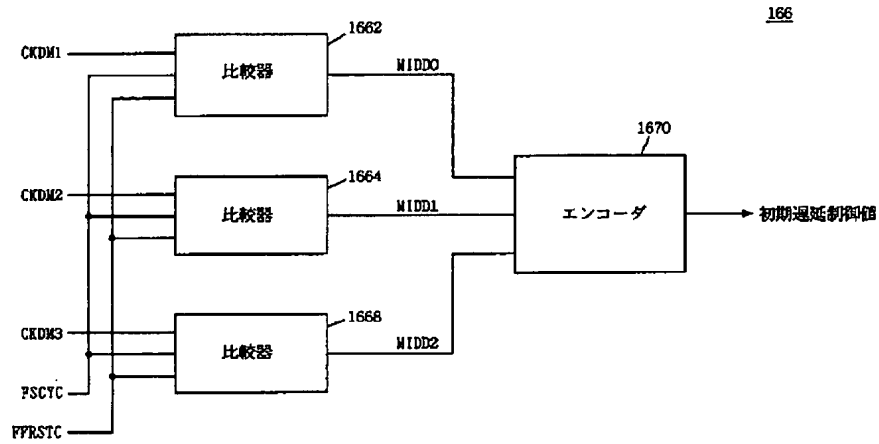 166
1662
CKDM1
比較器
MIDD0
1670
1664
CKDM2
比較器
MIDD1
エンコーダ
初期遅延制御値
1668
CKDM3
比較器
MIDD2
FSCYC
FFRSTC